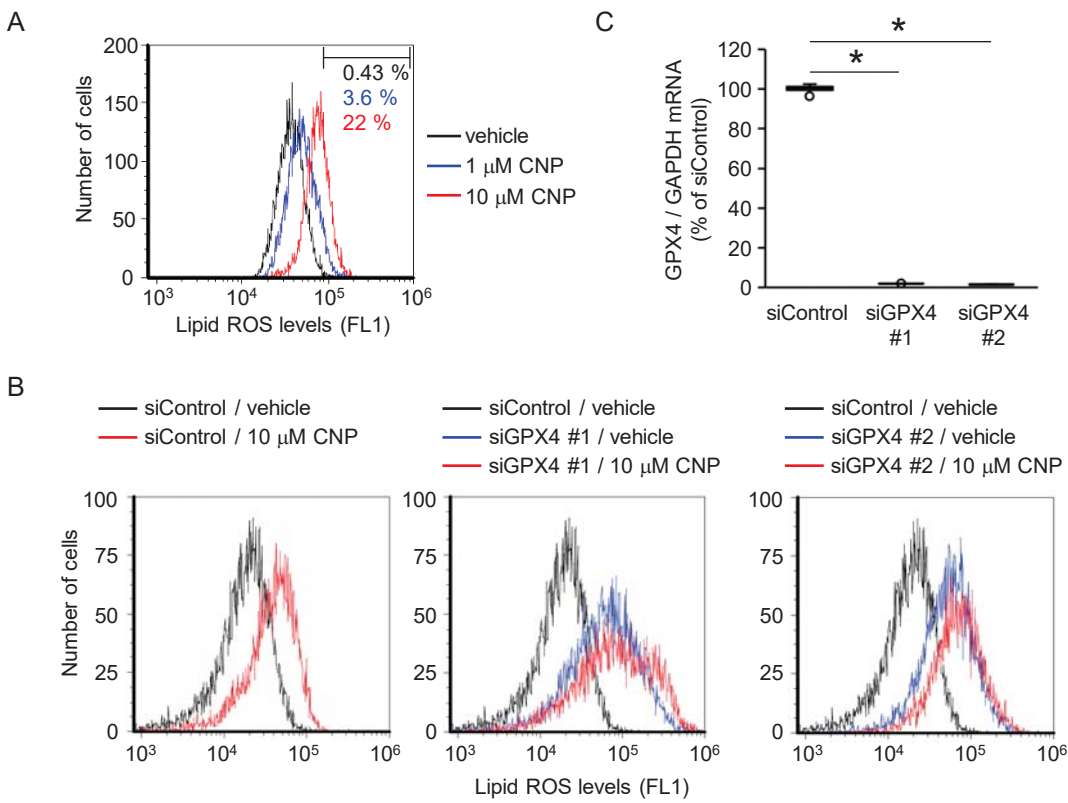 A
200
150
100
50
0
Number of cells
0.43 %
3.6 %
22 %
10³ 10⁴ 10⁵ 10⁶
Lipid ROS levels (FL1)
vehicle
1 μM CNP
10 μM CNP
C
120
100
80
60
40
20
0
GPX4 / GAPDH mRNA
(% of siControl)
*
*
siControl siGPX4 siGPX4
#1 #2
B
siControl / vehicle
siControl / 10 μM CNP
siControl / vehicle
siGPX4 #1 / vehicle
siGPX4 #1 / 10 μM CNP
siControl / vehicle
siGPX4 #2 / vehicle
siGPX4 #2 / 10 μM CNP
Number of cells
100
75
50
25
0
10³ 10⁴ 10⁵ 10⁶
100
75
50
25
0
10³ 10⁴ 10⁵ 10⁶
100
75
50
25
0
10³ 10⁴ 10⁵ 10⁶
Lipid ROS levels (FL1)